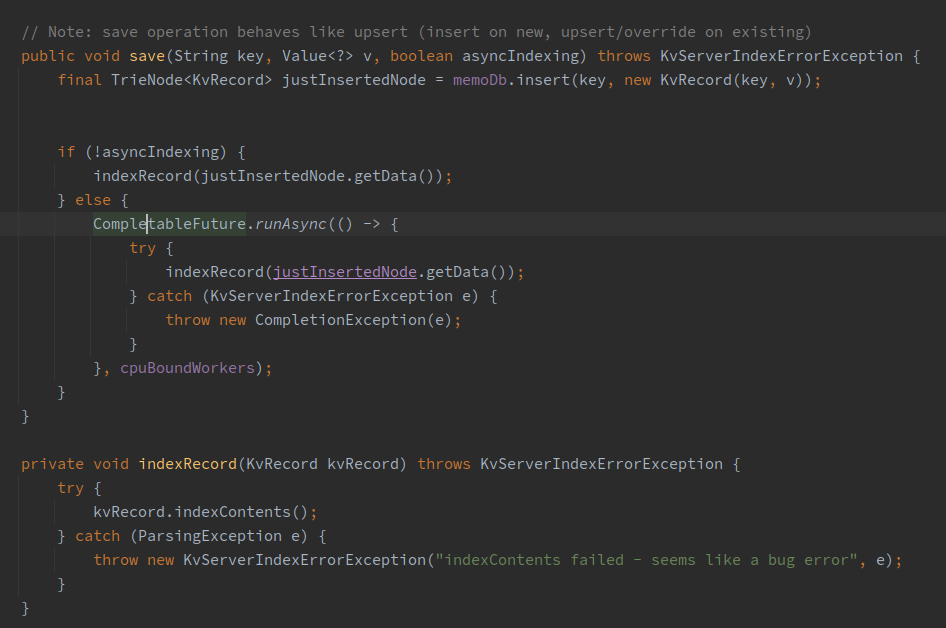 // Note: save operation behaves like upsert (insert on new, upsert/override on existing)
public void save(String key, Value<?> v, boolean asyncIndexing) throws KvServerIndexErrorException {
    final TrieNode<KvRecord> justInsertedNode = memoDb.insert(key, new KvRecord(key, v));
    if (!asyncIndexing) {
        indexRecord(justInsertedNode.getData());
    } else {
        CompletableFuture.runAsync(() -> {
            try {
                indexRecord(justInsertedNode.getData());
            } catch (KvServerIndexErrorException e) {
                throw new CompletionException(e);
            }
        }, cpuBoundWorkers);
    }
}
private void indexRecord(KvRecord kvRecord) throws KvServerIndexErrorException {
    try {
        kvRecord.indexContents();
    } catch (ParsingException e) {
        throw new KvServerIndexErrorException("indexContents failed - seems like a bug error", e);
    }
}